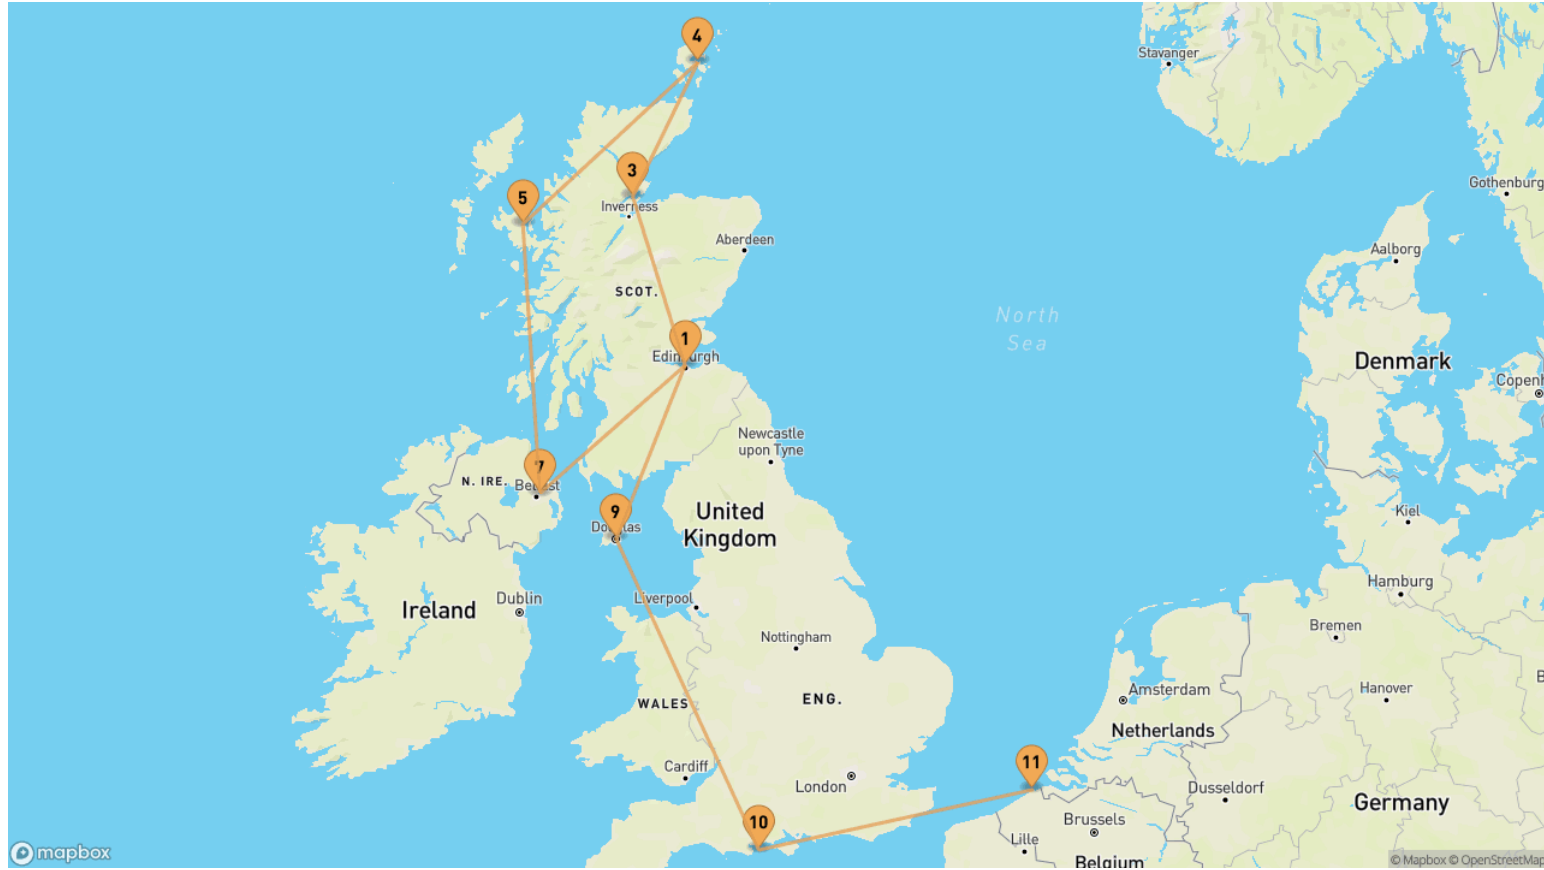 4
Stavanger
3
5
Inverness
Gothenburg
Aberdeen
Aalborg
SCOT.
North
Sea
1
Edinburgh
Denmark
Newcastle
upon Tyne
7
N. IRE.
Belfast
9
United
Kingdom
Douglas
Kiel
Hamburg
Dublin
Liverpool
Ireland
Bremen
Nottingham
Hanover
Amsterdam
WALES
ENG.
Netherlands
11
Cardiff
London
Dusseldorf
Germany
10
Brussels
Lille
Belgium
mapbox
© Mapbox © OpenStreetMap